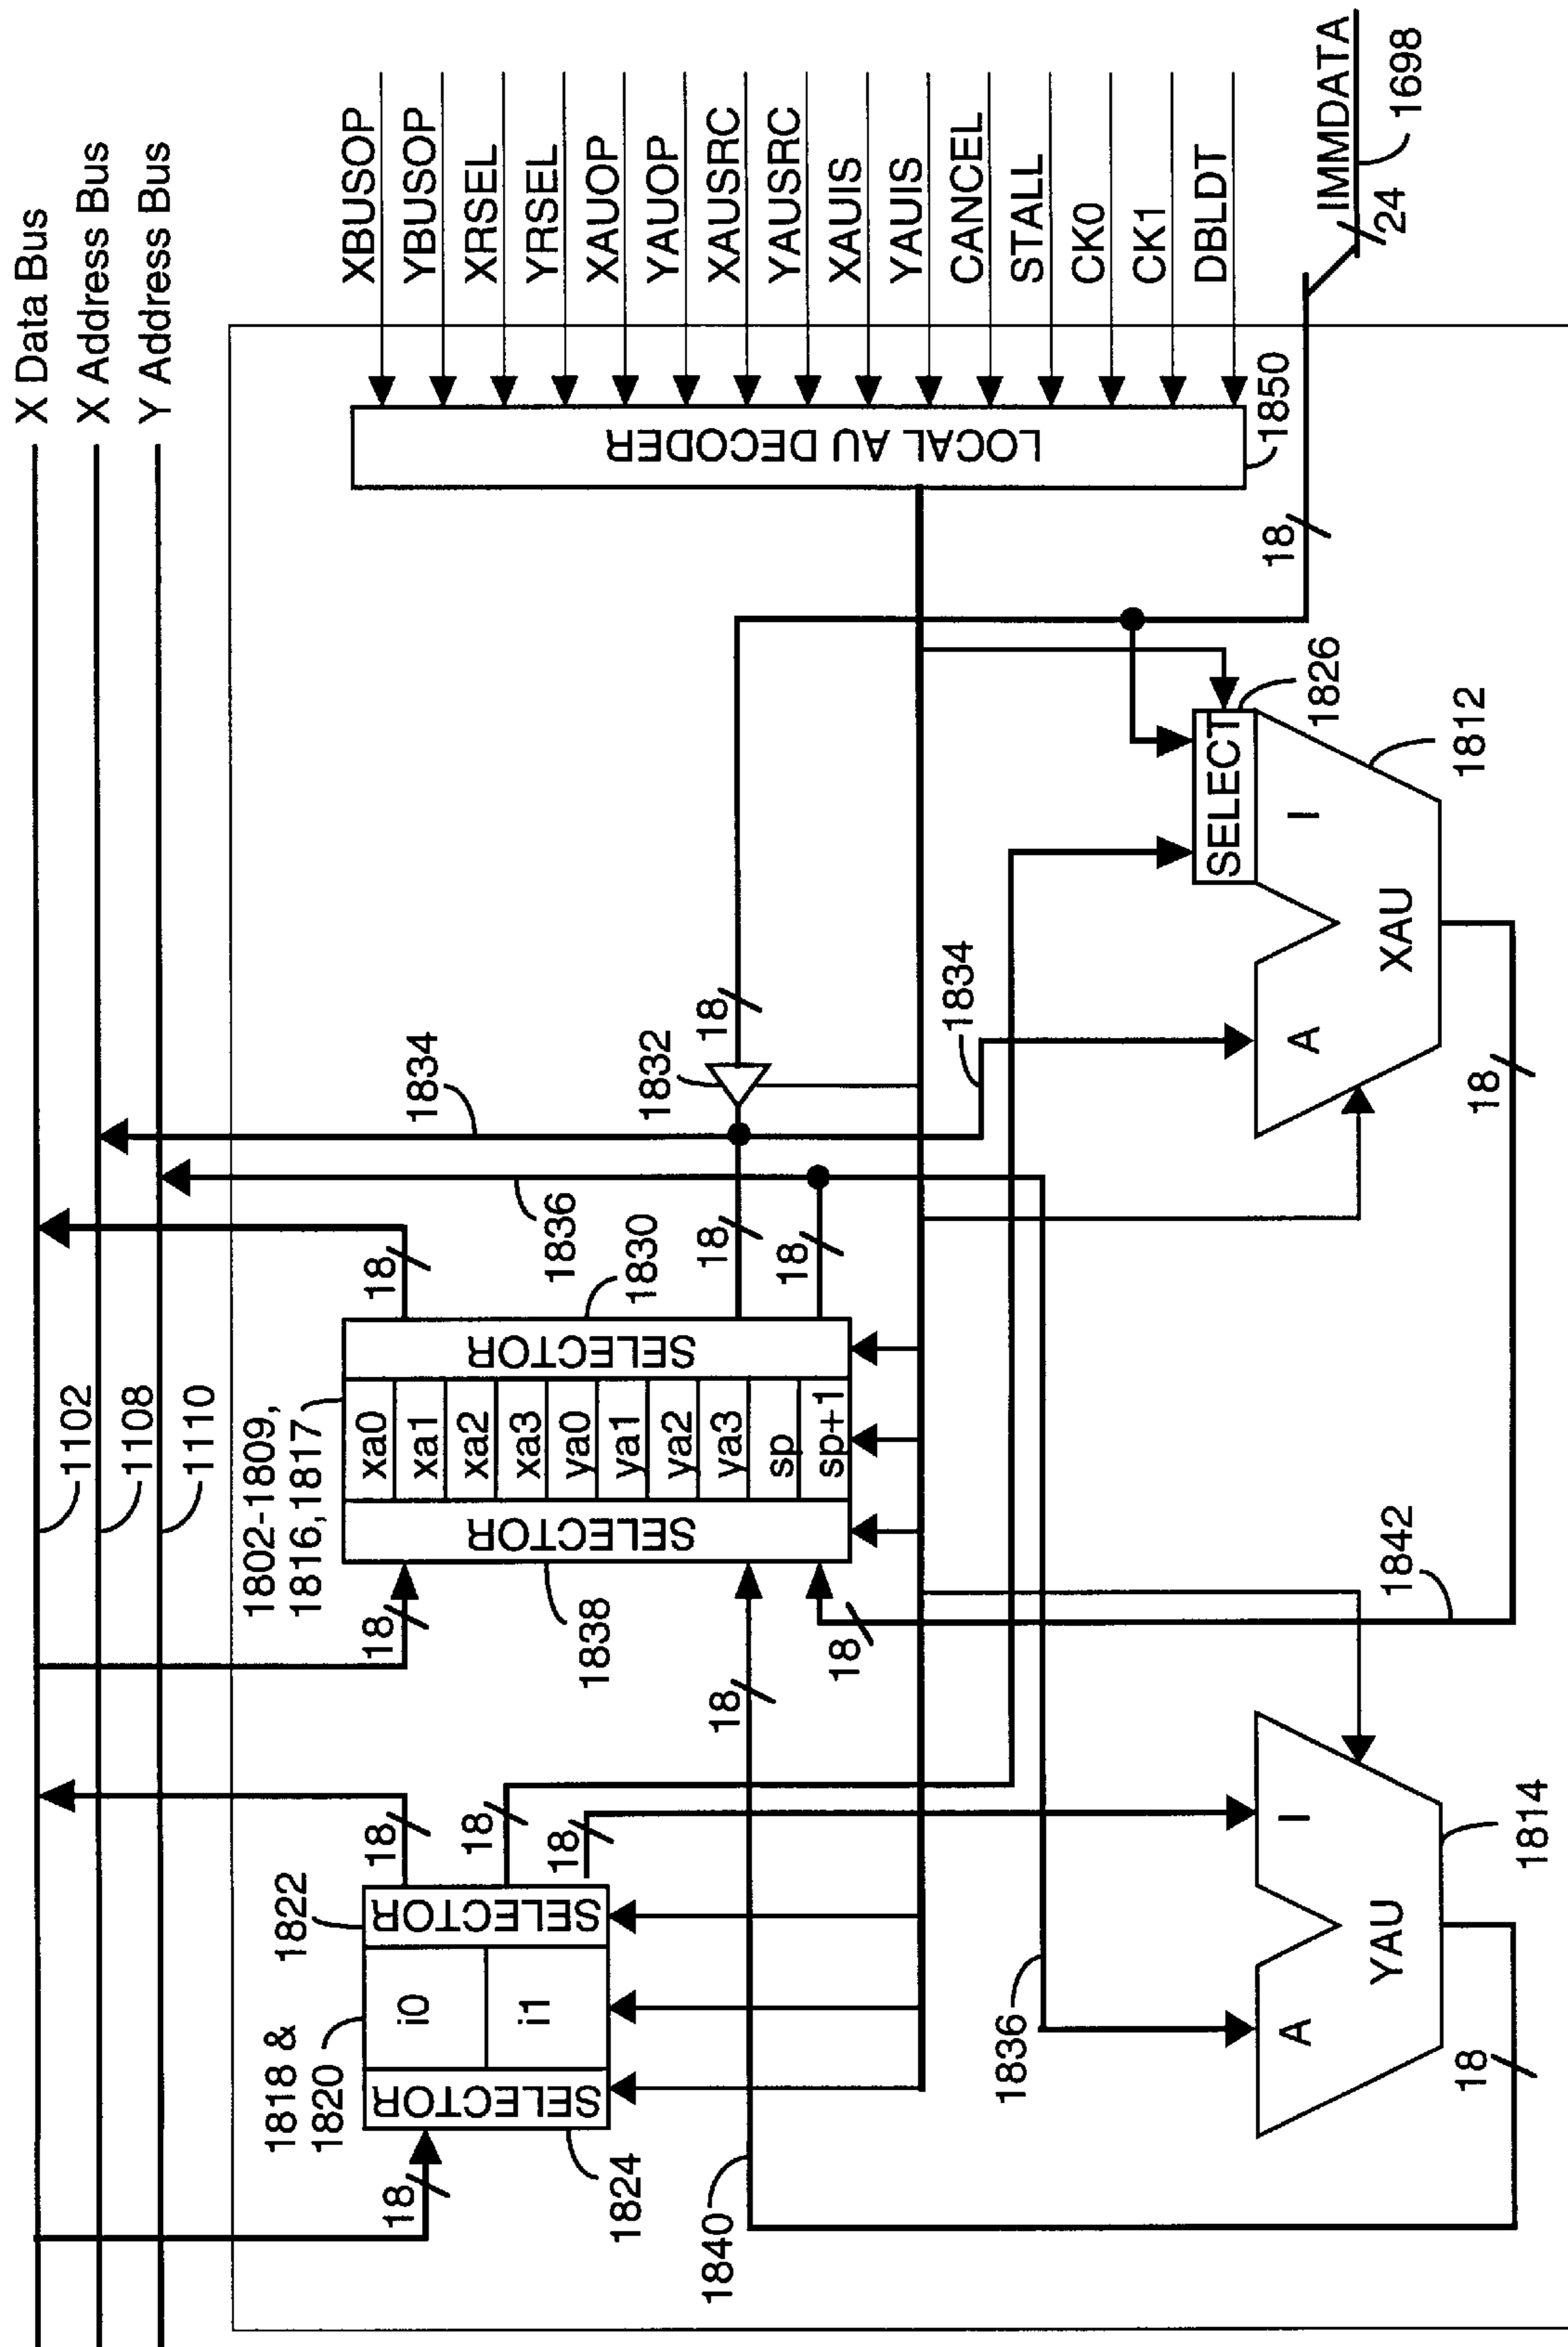 X Data Bus
X Address Bus
Y Address Bus
1102
1108
1110
XBUSOP
YBUSOP
XRSEL
YRSEL
XAUOP
YAUOP
XAUSRC
YAUSRC
XAUIS
YAUIS
CANCEL
STALL
CK0
CK1
DBLDT
LOCAL AU DECODER
1850
IMMDATA
24
1698
18
1818 &
1820
1822
18
SELECTOR
i0
i1
SELECTOR
18
18
18
1824
1802-1809,
1816,1817
18
SELECTOR
xa0
xa1
xa2
xa3
ya0
ya1
ya2
ya3
sp
sp+1
SELECTOR
18
1838
1830
1836
1834
1832
18
18
18
18
18
1840
1834
1836
SELECT
1826
A
I
XAU
1812
18
1842
A
I
YAU
1814
18